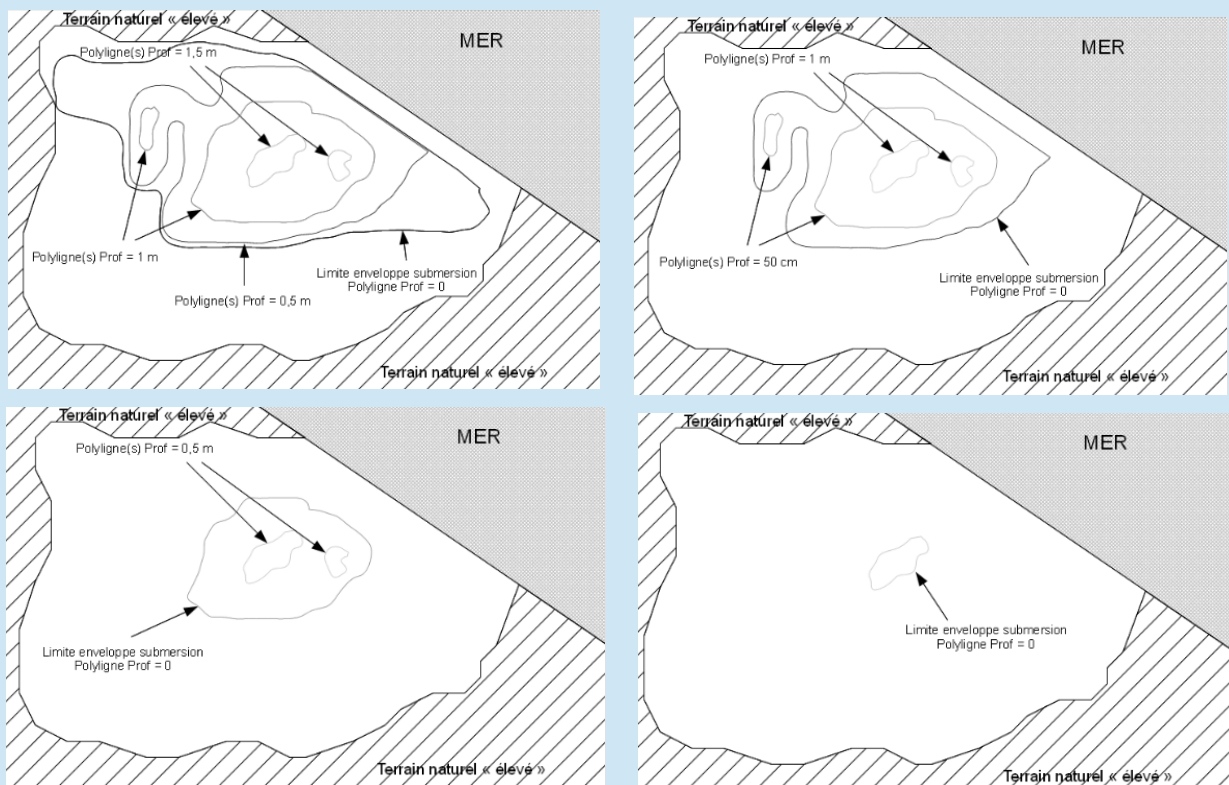 Terrain naturel « élevé »
MER
Polyligne(s) Prof = 1,5 m
Polyligne(s) Prof = 1 m
Limite enveloppe submersion
Polyligne Prof = 0
Polyligne(s) Prof = 0,5 m
Terrain naturel « élevé »
Terrain naturel « élevé »
MER
Polyligne(s) Prof = 1 m
Polyligne(s) Prof = 50 cm
Limite enveloppe submersion
Polyligne Prof = 0
Terrain naturel « élevé »
Terrain naturel « élevé »
MER
Polyligne(s) Prof = 0,5 m
Limite enveloppe submersion
Polyligne Prof = 0
Terrain naturel « élevé »
Terrain naturel « élevé »
MER
Limite enveloppe submersion
Polyligne Prof = 0
Terrain naturel « élevé »